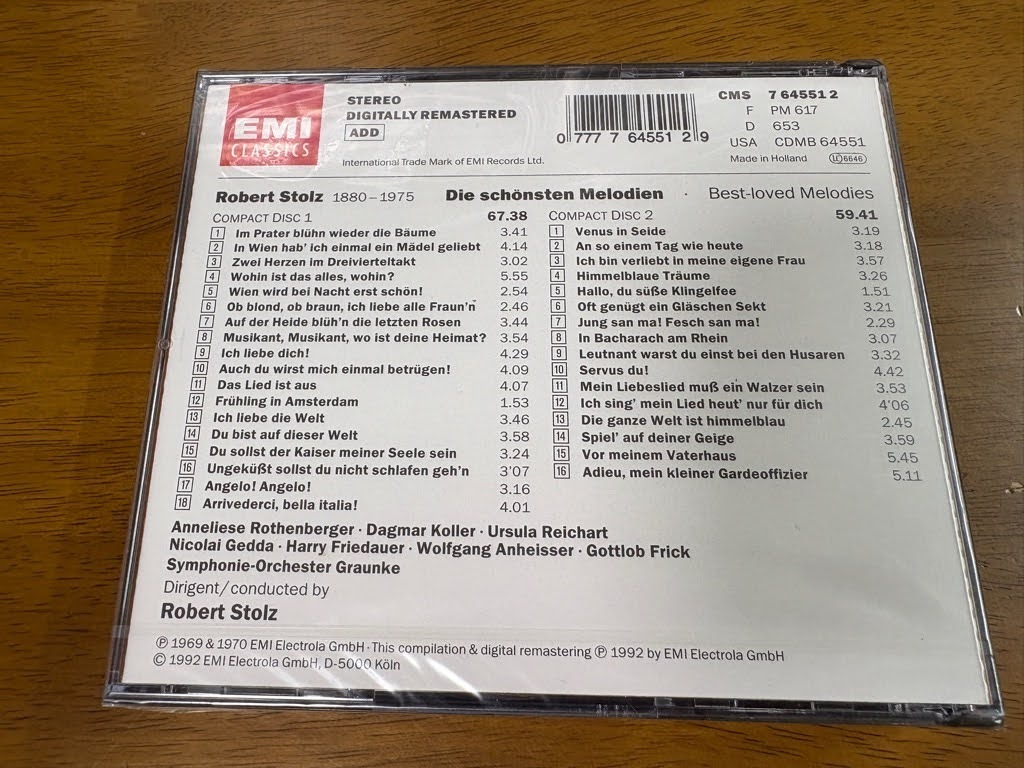 EMI
CLASSICS
STEREO
DIGITALLY REMASTERED
ADD
International Trade Mark of EMI Records Ltd.
0 777 7 64551 2 9
CMS 7 64551 2
F PM 617
D 653
USA CDMB 64551
Made in Holland LC 6646
Robert Stolz 1880–1975 Die schönsten Melodien · Best-loved Melodies
COMPACT DISC 1 67.38
1 Im Prater blühn wieder die Bäume 3.41
2 In Wien hab' ich einmal ein Mädel geliebt 4.14
3 Zwei Herzen im Dreivierteltakt 3.02
4 Wohin ist das alles, wohin? 5.55
5 Wien wird bei Nacht erst schön! 2.54
6 Ob blond, ob braun, ich liebe alle Fraun'n 2.46
7 Auf der Heide blüh'n die letzten Rosen 3.44
8 Musikant, Musikant, wo ist deine Heimat? 3.54
9 Ich liebe dich! 4.29
10 Auch du wirst mich einmal betrügen! 4.09
11 Das Lied ist aus 4.07
12 Frühling in Amsterdam 1.53
13 Ich liebe die Welt 3.46
14 Du bist auf dieser Welt 3.58
15 Du sollst der Kaiser meiner Seele sein 3.24
16 Ungeküßt sollst du nicht schlafen geh'n 3'07
17 Angelo! Angelo! 3.16
18 Arrivederci, bella italia! 4.01
COMPACT DISC 2 59.41
1 Venus in Seide 3.19
2 An so einem Tag wie heute 3.18
3 Ich bin verliebt in meine eigene Frau 3.57
4 Himmelblaue Träume 3.26
5 Hallo, du süße Klingelfee 1.51
6 Oft genügt ein Gläschen Sekt 3.21
7 Jung san ma! Fesch san ma! 2.29
8 In Bacharach am Rhein 3.07
9 Leutnant warst du einst bei den Husaren 3.32
10 Servus du! 4.42
11 Mein Liebeslied muß ein Walzer sein 3.53
12 Ich sing' mein Lied heut' nur für dich 4'06
13 Die ganze Welt ist himmelblau 2.45
14 Spiel' auf deiner Geige 3.59
15 Vor meinem Vaterhaus 5.45
16 Adieu, mein kleiner Gardeoffizier 5.11
Anneliese Rothenberger · Dagmar Koller · Ursula Reichart
Nicolai Gedda · Harry Friedauer · Wolfgang Anheisser · Gottlob Frick
Symphonie-Orchester Graunke
Dirigent/conducted by
Robert Stolz
℗ 1969 & 1970 EMI Electrola GmbH · This compilation & digital remastering ℗ 1992 by EMI Electrola GmbH
© 1992 EMI Electrola GmbH, D-5000 Köln